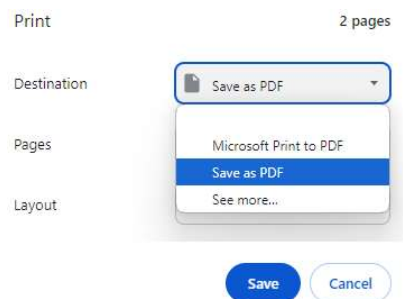 Print 2 pages
Destination Save as PDF
Pages Microsoft Print to PDF
Save as PDF
Layout See more...
Save Cancel